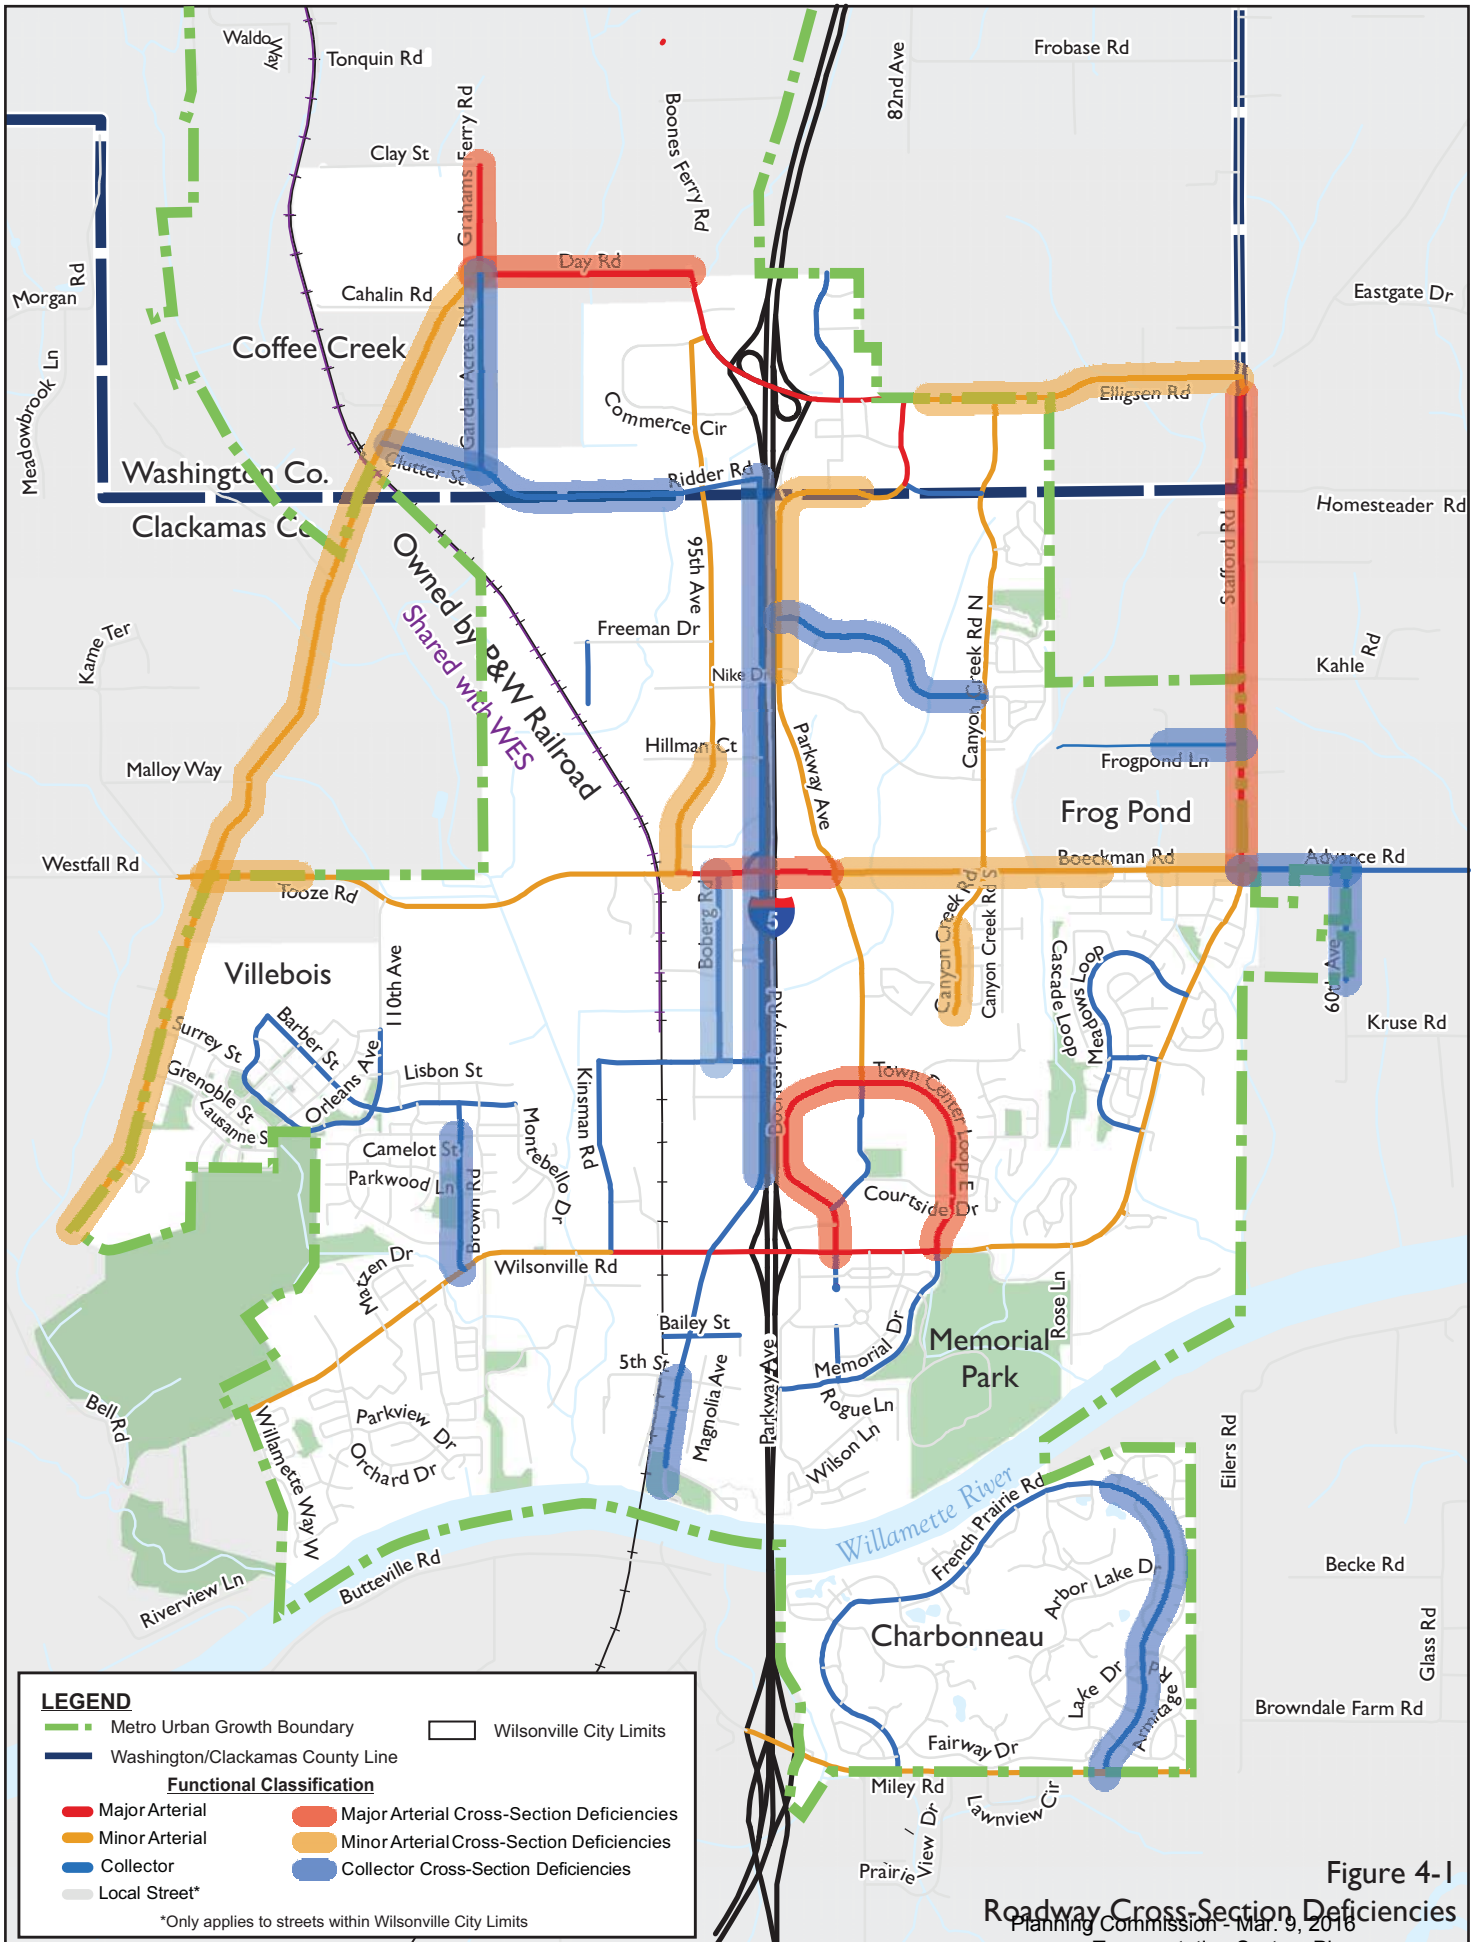 Waldo
Way
Tonquin Rd
Grahams Ferry Rd
Boones Ferry Rd
82nd Ave
Frobase Rd
Clay St
Day Rd
Morgan Rd
Cahalin Rd
Eastgate Dr
Coffee Creek
Garden Acres Rd
Meadowbrook Ln
Commerce Cir
Elligsen Rd
Washington Co.
Clutter St
Ridder Rd
Homesteader Rd
Clackamas Co
Owned by P&W Railroad
Shared with WES
95th Ave
Stafford Rd
Kame Ter
Freeman Dr
Canyon Creek Rd N
Kahle Rd
Nike Dr
Hillman Ct
Parkway Ave
Malloy Way
Frogpond Ln
Frog Pond
Westfall Rd
Boeckman Rd
Advance Rd
Tooze Rd
Boberg Rd
5
Canyon Creek Rd
Canyon Creek Rd S
Villebois
110th Ave
Cascade Loop
Meadows Loop
60th Ave
Kruse Rd
Boones Ferry Rd
Surrey St
Barber St
Orleans Ave
Grenoble St
Lausanne S
Lisbon St
Kinsman Rd
Town Center Loop E
Camelot St
Parkwood Ln
Brown Rd
Montebello Dr
Courtside Dr
Matzen Dr
Wilsonville Rd
Rose Ln
Bailey St
5th St
Magnolia Ave
Parkway Ave
Memorial Dr
Memorial
Park
Rogue Ln
Wilson Ln
Bell Rd
Willamette Way W
Parkview Dr
Orchard Dr
Eilers Rd
Willamette River
French Prairie Rd
Butteville Rd
Riverview Ln
Arbor Lake Dr
Becke Rd
Charbonneau
Glass Rd
Lake Dr
Armitage Rd
Browndale Farm Rd
Fairway Dr
Miley Rd
Lawnview Cir
Prairie View Dr
LEGEND
Metro Urban Growth Boundary
Wilsonville City Limits
Washington/Clackamas County Line
Functional Classification
Major Arterial
Major Arterial Cross-Section Deficiencies
Minor Arterial
Minor Arterial Cross-Section Deficiencies
Collector
Collector Cross-Section Deficiencies
Local Street*
*Only applies to streets within Wilsonville City Limits
Figure 4-1
Roadway Cross-Section Deficiencies
Planning Commission - Mar. 9, 2016